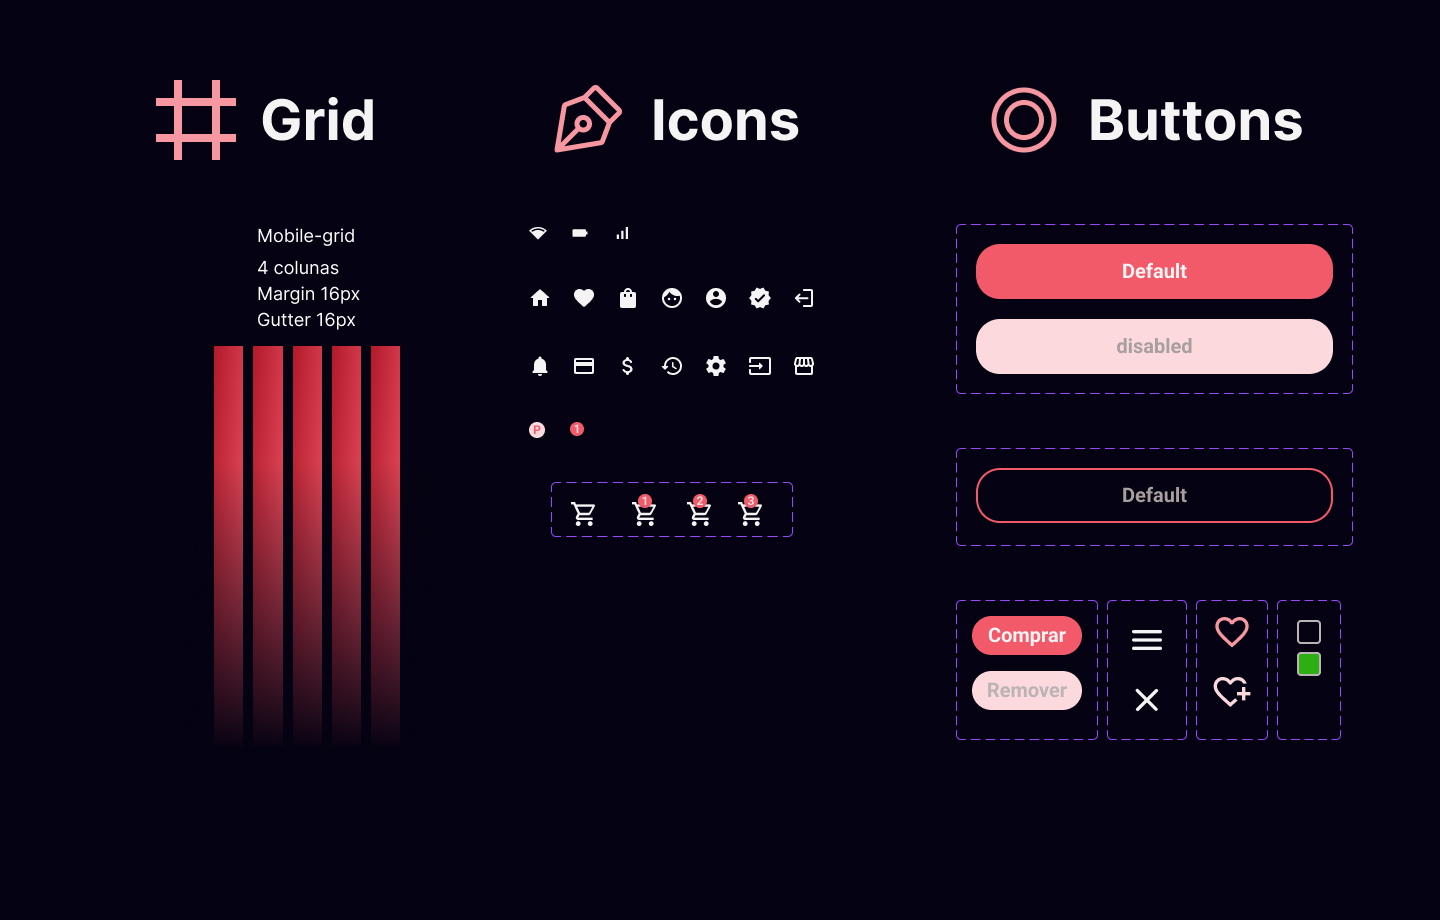 Grid
Mobile-grid
4 colunas
Margin 16px
Gutter 16px
Icons
P
1
1
2
3
Buttons
Default
disabled
Default
Comprar
Remover